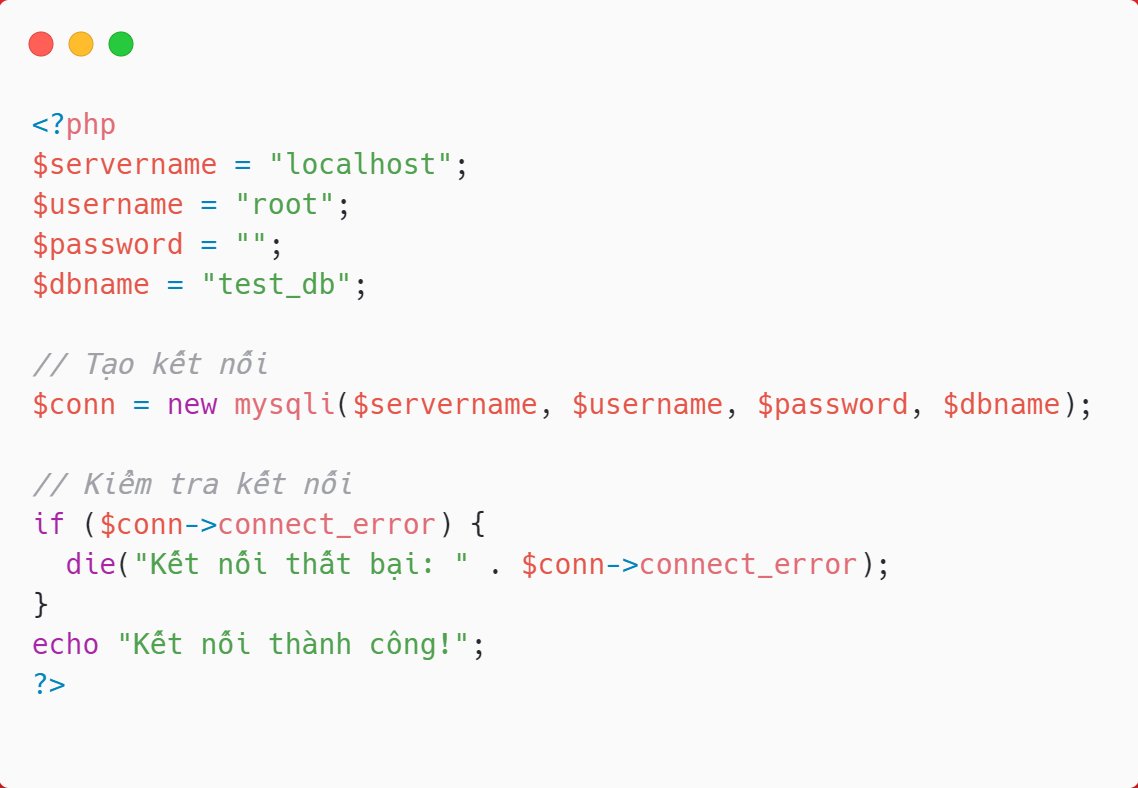 <?php
$servername = "localhost";
$username = "root";
$password = "";
$dbname = "test_db";
// Tạo kết nối
$conn = new mysqli($servername, $username, $password, $dbname);
// Kiểm tra kết nối
if ($conn->connect_error) {
  die("Kết nối thất bại: " . $conn->connect_error);
}
echo "Kết nối thành công!";
?>